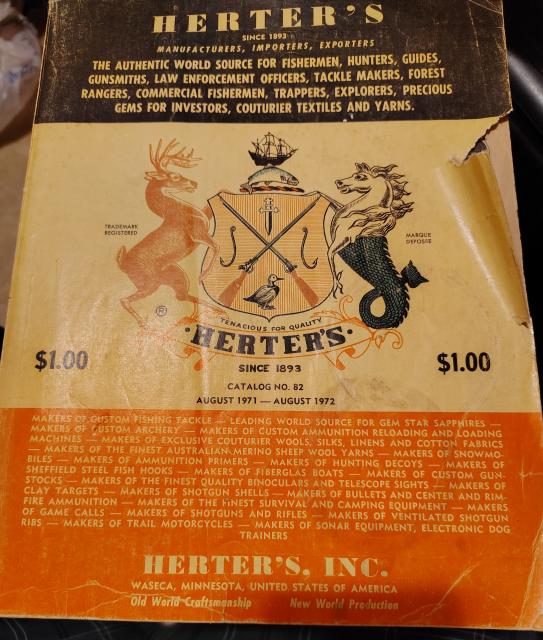 HERTER'S
SINCE 1893
MANUFACTURERS, IMPORTERS, EXPORTERS
THE AUTHENTIC WORLD SOURCE FOR FISHERMEN, HUNTERS, GUIDES,
GUNSMITHS, LAW ENFORCEMENT OFFICERS, TACKLE MAKERS, FOREST
RANGERS, COMMERCIAL FISHERMEN, TRAPPERS, EXPLORERS, PRECIOUS
GEMS FOR INVESTORS, COUTURIER TEXTILES AND YARNS.
TRADEMARK
REGISTERED
MARQUE
DEPOSSE
®
TENACIOUS FOR QUALITY
·HERTER'S·
SINCE 1893
$1.00
$1.00
CATALOG NO. 82
AUGUST 1971 — AUGUST 1972
MAKERS OF CUSTOM FISHING TACKLE — LEADING WORLD SOURCE FOR GEM STAR SAPPHIRES —
MAKERS OF CUSTOM ARCHERY — MAKERS OF CUSTOM AMMUNITION RELOADING AND LOADING
MACHINES — MAKERS OF EXCLUSIVE COUTURIER WOOLS, SILKS, LINENS AND COTTON FABRICS
— MAKERS OF THE FINEST AUSTRALIAN MERINO SHEEP WOOL YARNS — MAKERS OF SNOWMO-
BILES — MAKERS OF AMMUNITION PRIMERS — MAKERS OF HUNTING DECOYS — MAKERS OF
SHEFFIELD STEEL FISH HOOKS — MAKERS OF FIBERGLAS BOATS — MAKERS OF CUSTOM GUN-
STOCKS — MAKERS OF THE FINEST QUALITY BINOCULARS AND TELESCOPE SIGHTS — MAKERS OF
CLAY TARGETS — MAKERS OF SHOTGUN SHELLS — MAKERS OF BULLETS AND CENTER AND RIM-
FIRE AMMUNITION — MAKERS OF THE FINEST SURVIVAL AND CAMPING EQUIPMENT — MAKERS
OF GAME CALLS — MAKERS OF SHOTGUNS AND RIFLES — MAKERS OF VENTILATED SHOTGUN
RIBS — MAKERS OF TRAIL MOTORCYCLES — MAKERS OF SONAR EQUIPMENT, ELECTRONIC DOG
TRAINERS
HERTER'S, INC.
WASECA, MINNESOTA, UNITED STATES OF AMERICA
Old World Craftsmanship New World Production